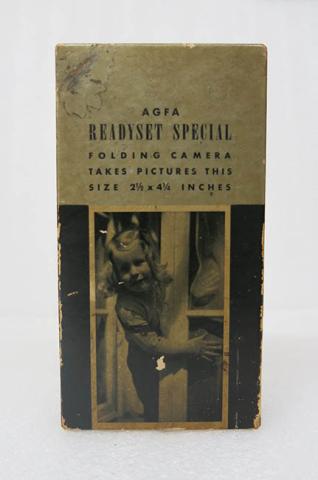 AGFA
READYSET SPECIAL
FOLDING CAMERA
TAKES PICTURES THIS
SIZE 2½ x 4¼ INCHES